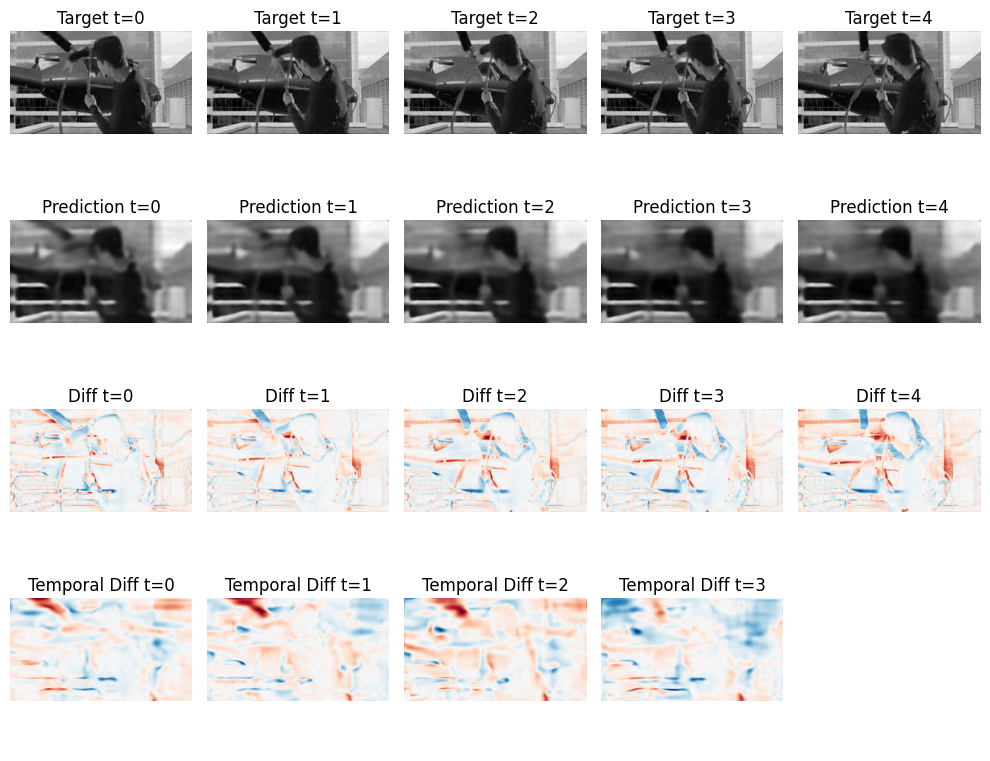 Target t=0 Target t=1 Target t=2 Target t=3 Target t=4
Prediction t=0 Prediction t=1 Prediction t=2 Prediction t=3 Prediction t=4
Diff t=0 Diff t=1 Diff t=2 Diff t=3 Diff t=4
Temporal Diff t=0 Temporal Diff t=1 Temporal Diff t=2 Temporal Diff t=3